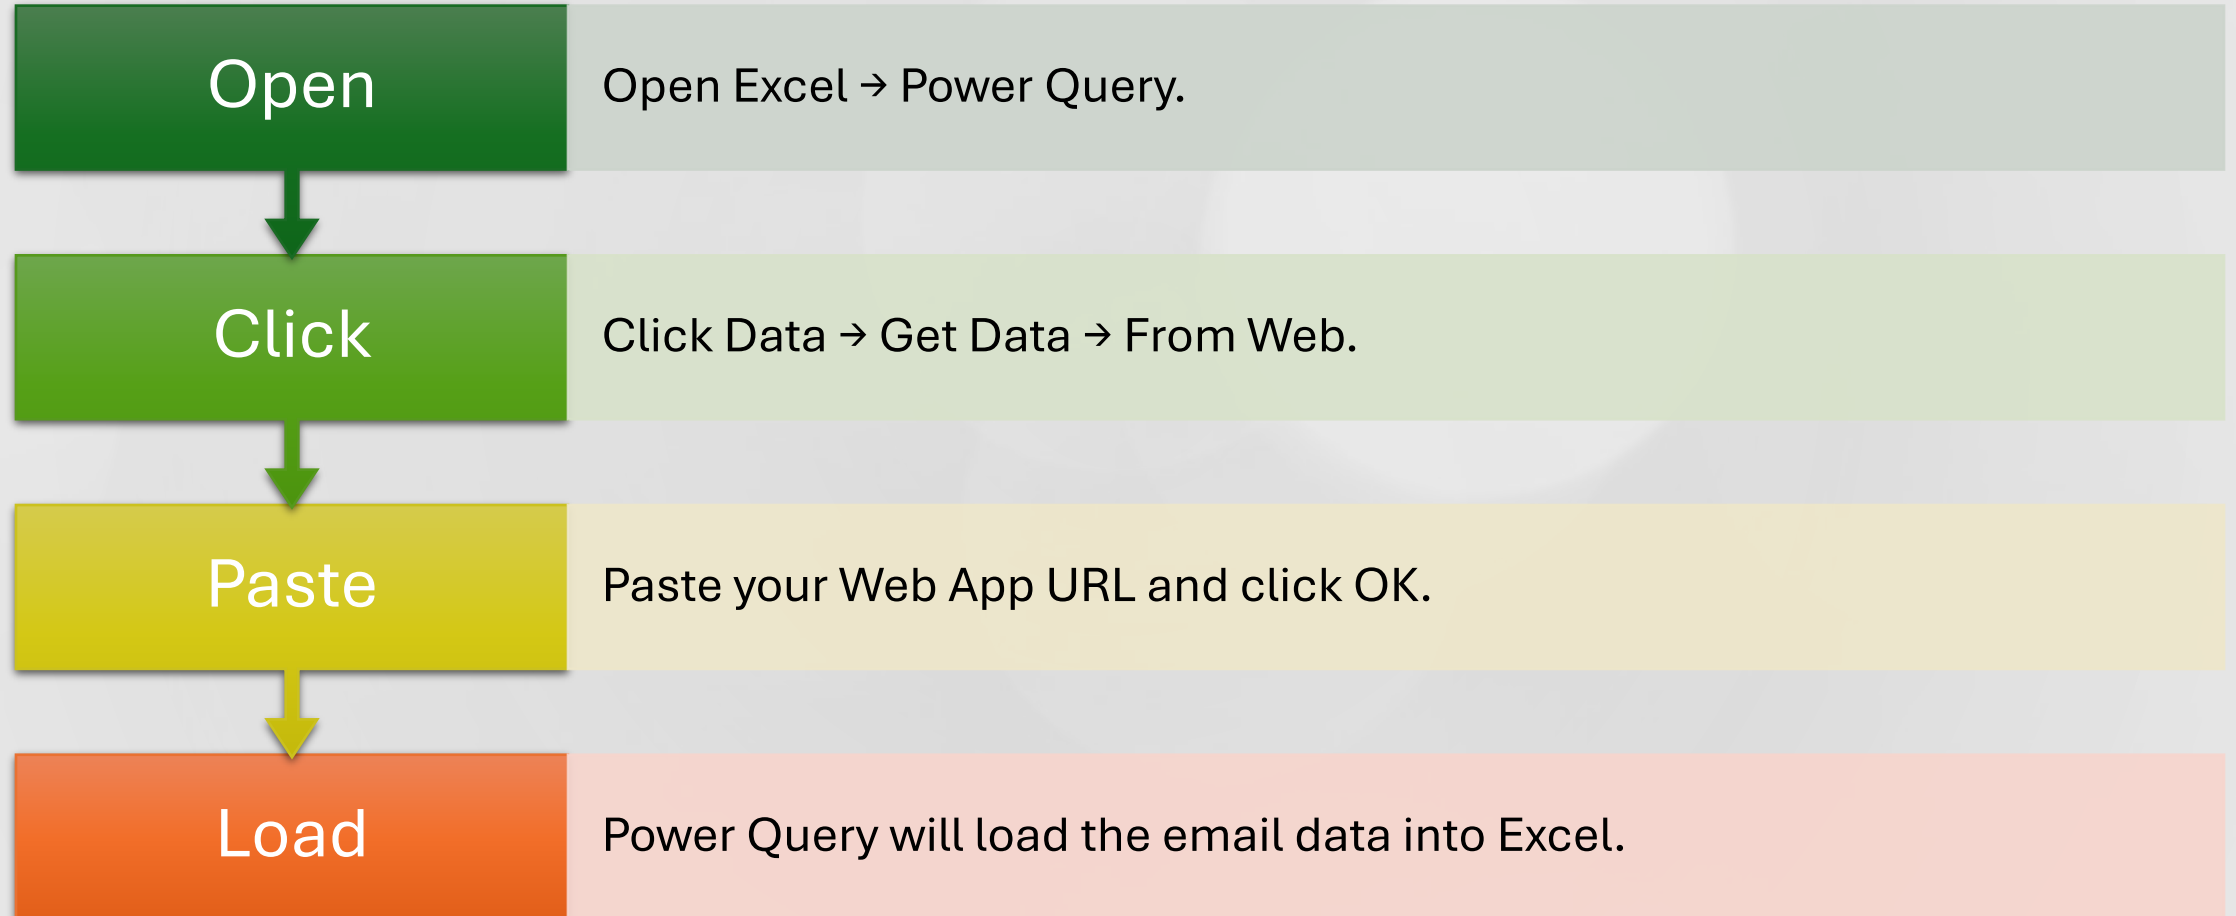 Open
Open Excel → Power Query.
Click
Click Data → Get Data → From Web.
Paste
Paste your Web App URL and click OK.
Load
Power Query will load the email data into Excel.